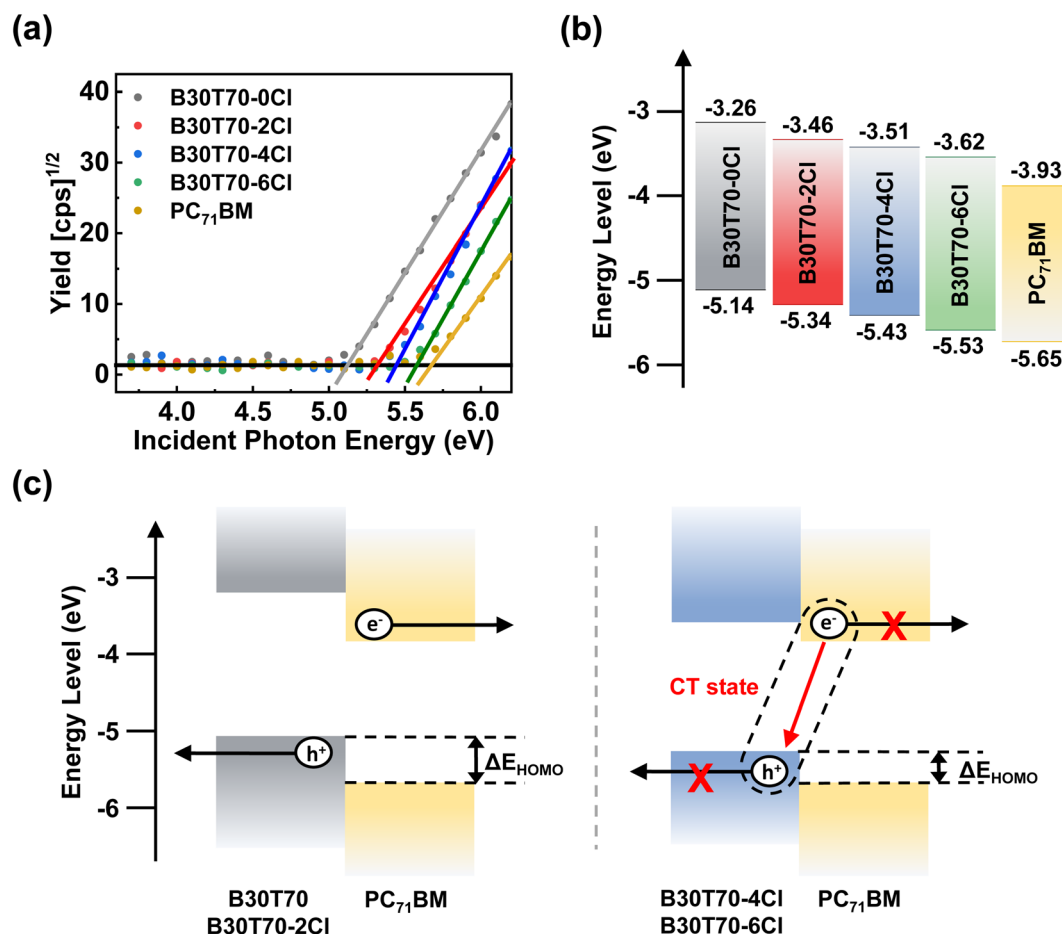 (a)
Yield [cps]1/2
40
30
20
10
0
B30T70-0Cl
B30T70-2Cl
B30T70-4Cl
B30T70-6Cl
PC71BM
4.0 4.5 5.0 5.5 6.0
Incident Photon Energy (eV)
(b)
Energy Level (eV)
-3
-4
-5
-6
-3.26
B30T70-0Cl
-5.14
-3.46
B30T70-2Cl
-5.34
-3.51
B30T70-4Cl
-5.43
-3.62
B30T70-6Cl
-5.53
-3.93
PC71BM
-5.65
(c)
Energy Level (eV)
-3
-4
-5
-6
e-
h+
ΔEHOMO
B30T70
B30T70-2Cl
PC71BM
CT state
e-
X
h+
X
ΔEHOMO
B30T70-4Cl
B30T70-6Cl
PC71BM